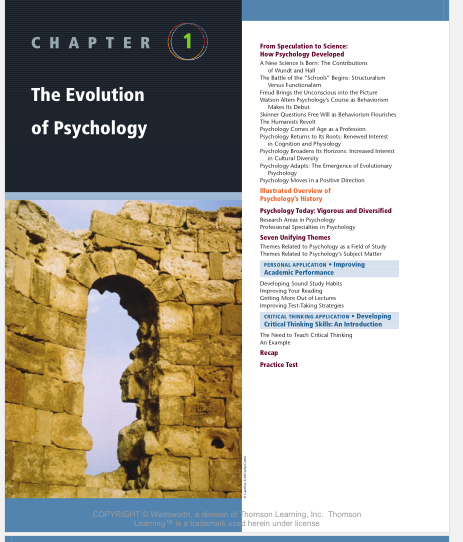 CHAPTER 1
The Evolution
of Psychology
From Speculation to Science:
How Psychology Developed
A New Science Is Born: The Contributions
of Wundt and Hall
The Battle of the "Schools" Begins: Structuralism
Versus Functionalism
Freud Brings the Unconscious into the Picture
Watson Alters Psychology's Course as Behaviorism
Makes Its Debut
Skinner Questions Free Will as Behaviorism Flourishes
The Humanists Revolt
Psychology Comes of Age as a Profession
Psychology Returns to Its Roots: Renewed Interest
in Cognition and Physiology
Psychology Broadens Its Horizons: Increased Interest
in Cultural Diversity
Psychology Adapts: The Emergence of Evolutionary
Psychology
Psychology Moves in a Positive Direction
Illustrated Overview of
Psychology's History
Psychology Today: Vigorous and Diversified
Research Areas in Psychology
Professional Specialties in Psychology
Seven Unifying Themes
Themes Related to Psychology as a Field of Study
Themes Related to Psychology's Subject Matter
PERSONAL APPLICATION • Improving
Academic Performance
Developing Sound Study Habits
Improving Your Reading
Getting More Out of Lectures
Improving Test-Taking Strategies
CRITICAL THINKING APPLICATION • Developing
Critical Thinking Skills: An Introduction
The Need to Teach Critical Thinking
An Example
Recap
Practice Test
COPYRIGHT © Wadsworth, a division of Thomson Learning, Inc. Thomson
Learning™ is a trademark used herein under license